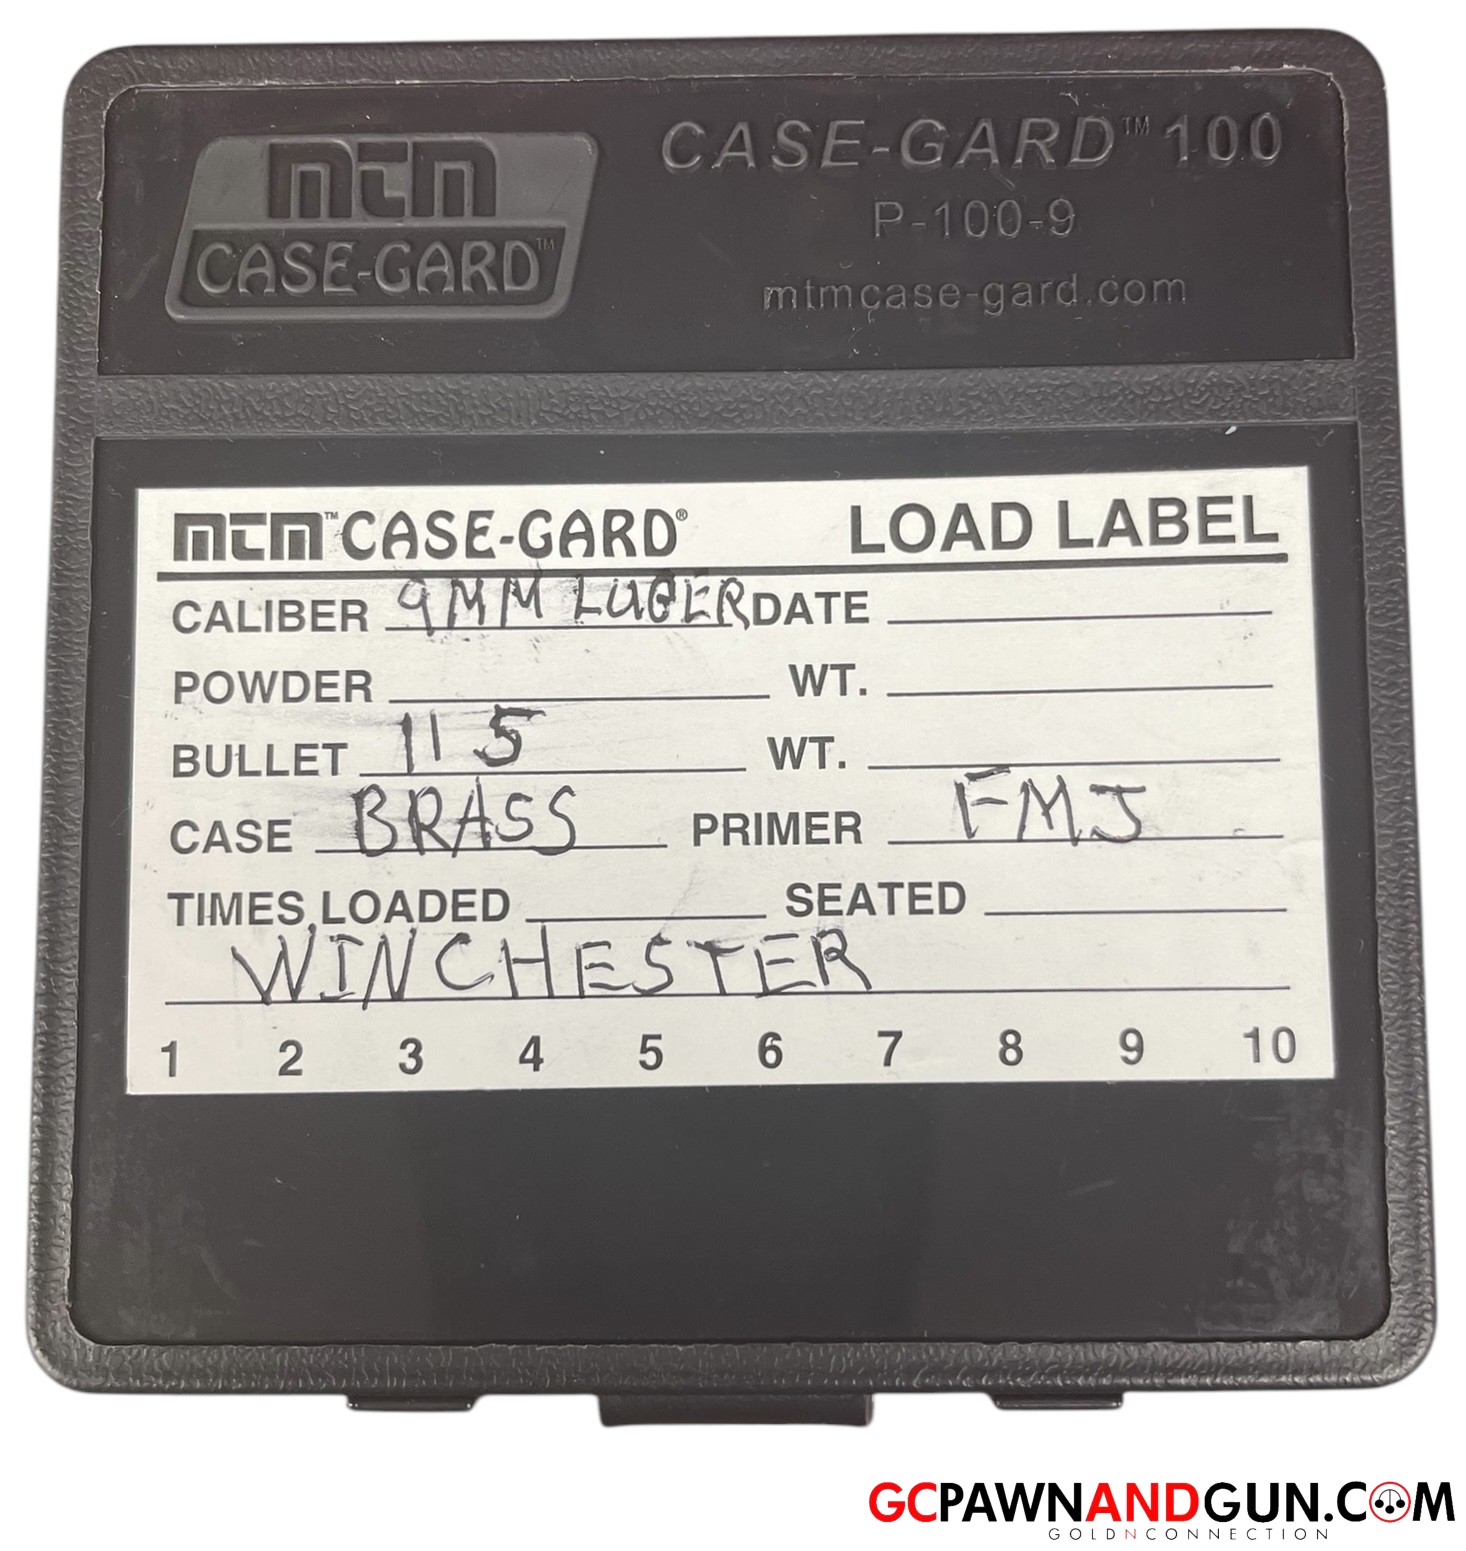 mtm CASE-GARD™ 100
CASE-GARD™ P-100-9
mtmcase-gard.com
mtm™ CASE-GARD® LOAD LABEL
CALIBER 9MM LUGER DATE
POWDER WT.
BULLET 115 WT.
CASE BRASS PRIMER FMJ
TIMES LOADED SEATED
WINCHESTER
1 2 3 4 5 6 7 8 9 10
GCPAWNANDGUN.COM
GOLDNCONNECTION